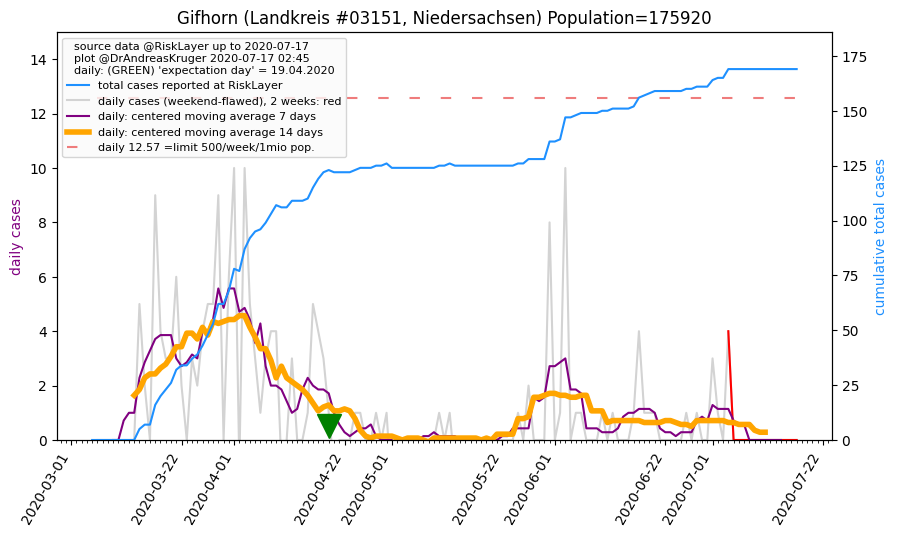 Gifhorn (Landkreis #03151, Niedersachsen) Population=175920
source data @RiskLayer up to 2020-07-17
plot @DrAndreasKruger 2020-07-17 02:45
daily: (GREEN) 'expectation day' = 19.04.2020
total cases reported at RiskLayer
daily cases (weekend-flawed), 2 weeks: red
daily: centered moving average 7 days
daily: centered moving average 14 days
daily 12.57 =limit 500/week/1mio pop.
daily cases
14
12
10
8
6
4
2
0
175
150
125
100
75
50
25
0
cumulative total cases
2020-03-01
2020-03-22
2020-04-01
2020-04-22
2020-05-01
2020-05-22
2020-06-01
2020-06-22
2020-07-01
2020-07-22